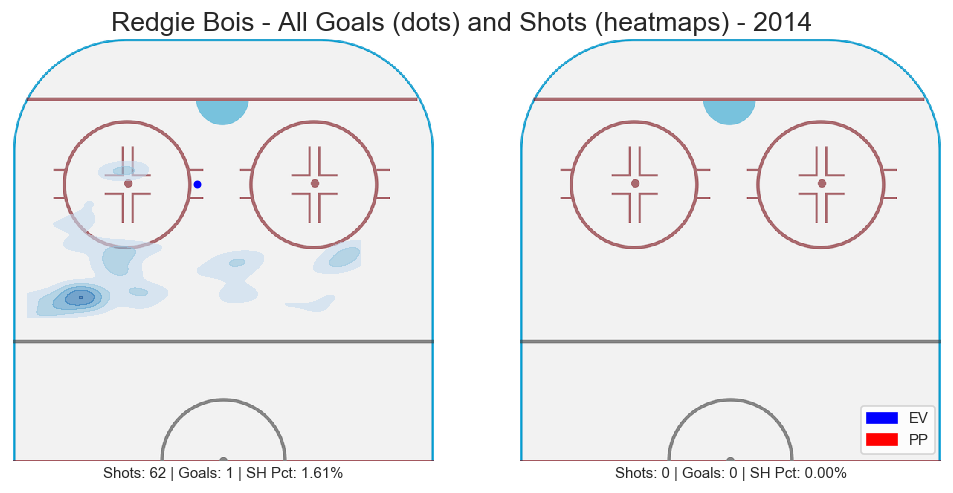 Redgie Bois - All Goals (dots) and Shots (heatmaps) - 2014
EV
PP
Shots: 62 | Goals: 1 | SH Pct: 1.61%
Shots: 0 | Goals: 0 | SH Pct: 0.00%